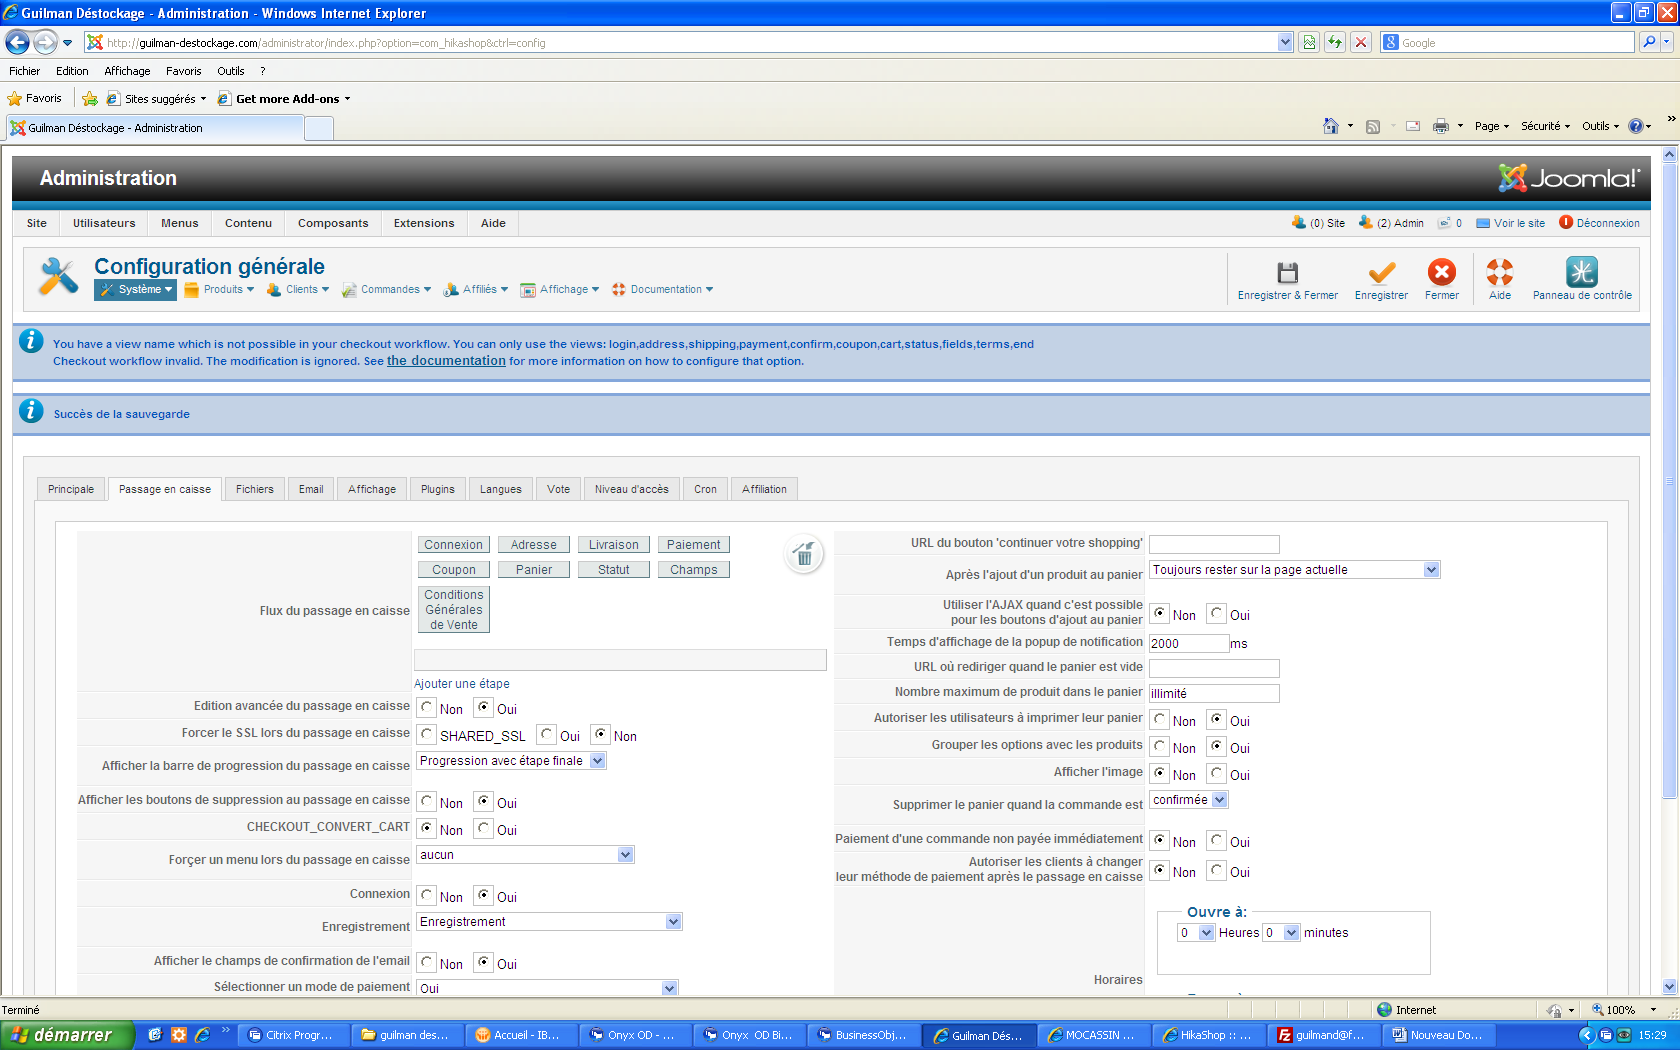 Guilman Déstockage - Administration - Windows Internet Explorer
http://guilman-destockage.com/administrator/index.php?option=com_hikashop&ctrl=config
Google
Fichier Edition Affichage Favoris Outils ?
Favoris Sites suggérés Get more Add-ons
Guilman Déstockage - Administration
Page Sécurité Outils
Administration
Joomla!
Site Utilisateurs Menus Contenu Composants Extensions Aide
(0) Site (2) Admin 0 Voir le site Déconnexion
Configuration générale
Système Produits Clients Commandes Affiliés Affichage Documentation
Enregistrer & Fermer Enregistrer Fermer Aide Panneau de contrôle
You have a view name which is not possible in your checkout workflow. You can only use the views: login,address,shipping,payment,confirm,coupon,cart,status,fields,terms,end
Checkout workflow invalid. The modification is ignored. See the documentation for more information on how to configure that option.
Succès de la sauvegarde
Principale Passage en caisse Fichiers Email Affichage Plugins Langues Vote Niveau d'accès Cron Affiliation
Flux du passage en caisse
Connexion Adresse Livraison Paiement
Coupon Panier Statut Champs
Conditions
Générales
de Vente
Ajouter une étape
Edition avancée du passage en caisse Non Oui
Forcer le SSL lors du passage en caisse SHARED_SSL Oui Non
Afficher la barre de progression du passage en caisse Progression avec étape finale
Afficher les boutons de suppression au passage en caisse Non Oui
CHECKOUT_CONVERT_CART Non Oui
Forçer un menu lors du passage en caisse aucun
Connexion Non Oui
Enregistrement Enregistrement
Afficher le champs de confirmation de l'email Non Oui
Sélectionner un mode de paiement Oui
URL du bouton 'continuer votre shopping'
Après l'ajout d'un produit au panier Toujours rester sur la page actuelle
Utiliser l'AJAX quand c'est possible
pour les boutons d'ajout au panier Non Oui
Temps d'affichage de la popup de notification 2000 ms
URL où rediriger quand le panier est vide
Nombre maximum de produit dans le panier illimité
Autoriser les utilisateurs à imprimer leur panier Non Oui
Grouper les options avec les produits Non Oui
Afficher l'image Non Oui
Supprimer le panier quand la commande est confirmée
Paiement d'une commande non payée immédiatement Non Oui
Autoriser les clients à changer
leur méthode de paiement après le passage en caisse Non Oui
Horaires
Ouvre à:
0 Heures 0 minutes
Terminé Internet 100%
démarrer Citrix Progr... guilman des... Accueil - IB... Onyx OD - ... Onyx OD Bi... BusinessObj... Guilman Dés... MOCASSIN ... HikaShop :: ... guilmand@f... Nouveau Do... 15:29